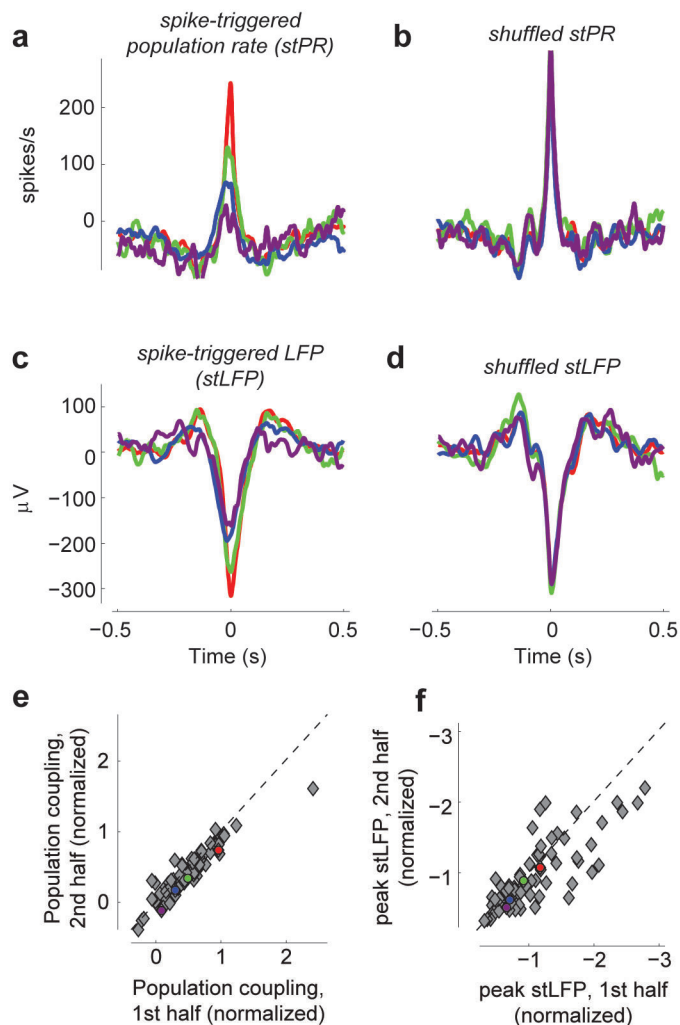 a
spike-triggered
population rate (stPR)
b
shuffled stPR
spikes/s
200
100
0
c
spike-triggered LFP
(stLFP)
d
shuffled stLFP
μV
100
0
−100
−200
−300
−0.5
0
0.5
Time (s)
−0.5
0
0.5
Time (s)
e
Population coupling,
2nd half (normalized)
2
1
0
0
1
2
Population coupling,
1st half (normalized)
f
peak stLFP, 2nd half
(normalized)
−3
−2
−1
−1
−2
−3
peak stLFP, 1st half
(normalized)